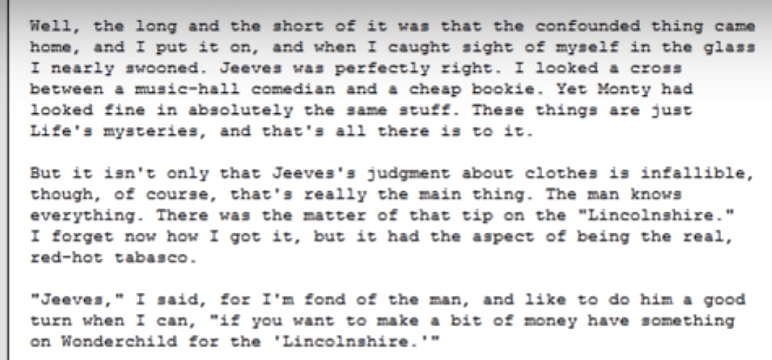 Well, the long and the short of it was that the confounded thing came
home, and I put it on, and when I caught sight of myself in the glass
I nearly swooned. Jeeves was perfectly right. I looked a cross
between a music-hall comedian and a cheap bookie. Yet Monty had
looked fine in absolutely the same stuff. These things are just
Life's mysteries, and that's all there is to it.
But it isn't only that Jeeves's judgment about clothes is infallible,
though, of course, that's really the main thing. The man knows
everything. There was the matter of that tip on the "Lincolnshire."
I forget now how I got it, but it had the aspect of being the real,
red-hot tabasco.
"Jeeves," I said, for I'm fond of the man, and like to do him a good
turn when I can, "if you want to make a bit of money have something
on Wonderchild for the 'Lincolnshire.'"